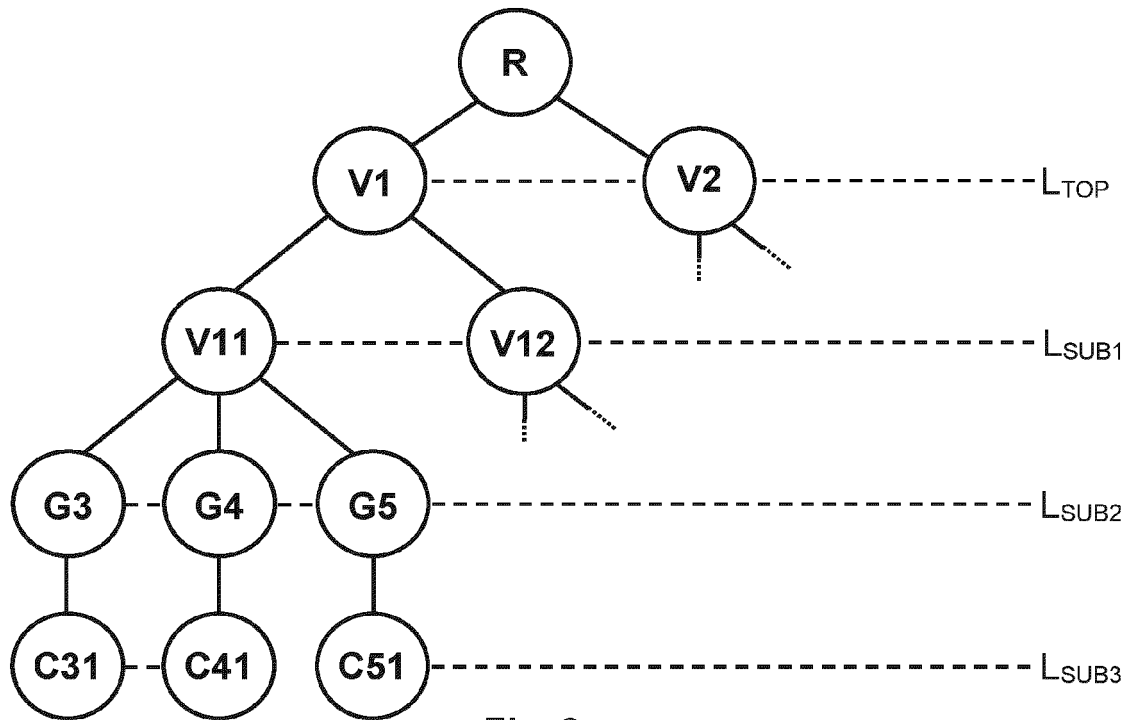 R
V1 V2 LTOP
V11 V12 LSUB1
G3 G4 G5 LSUB2
C31 C41 C51 LSUB3